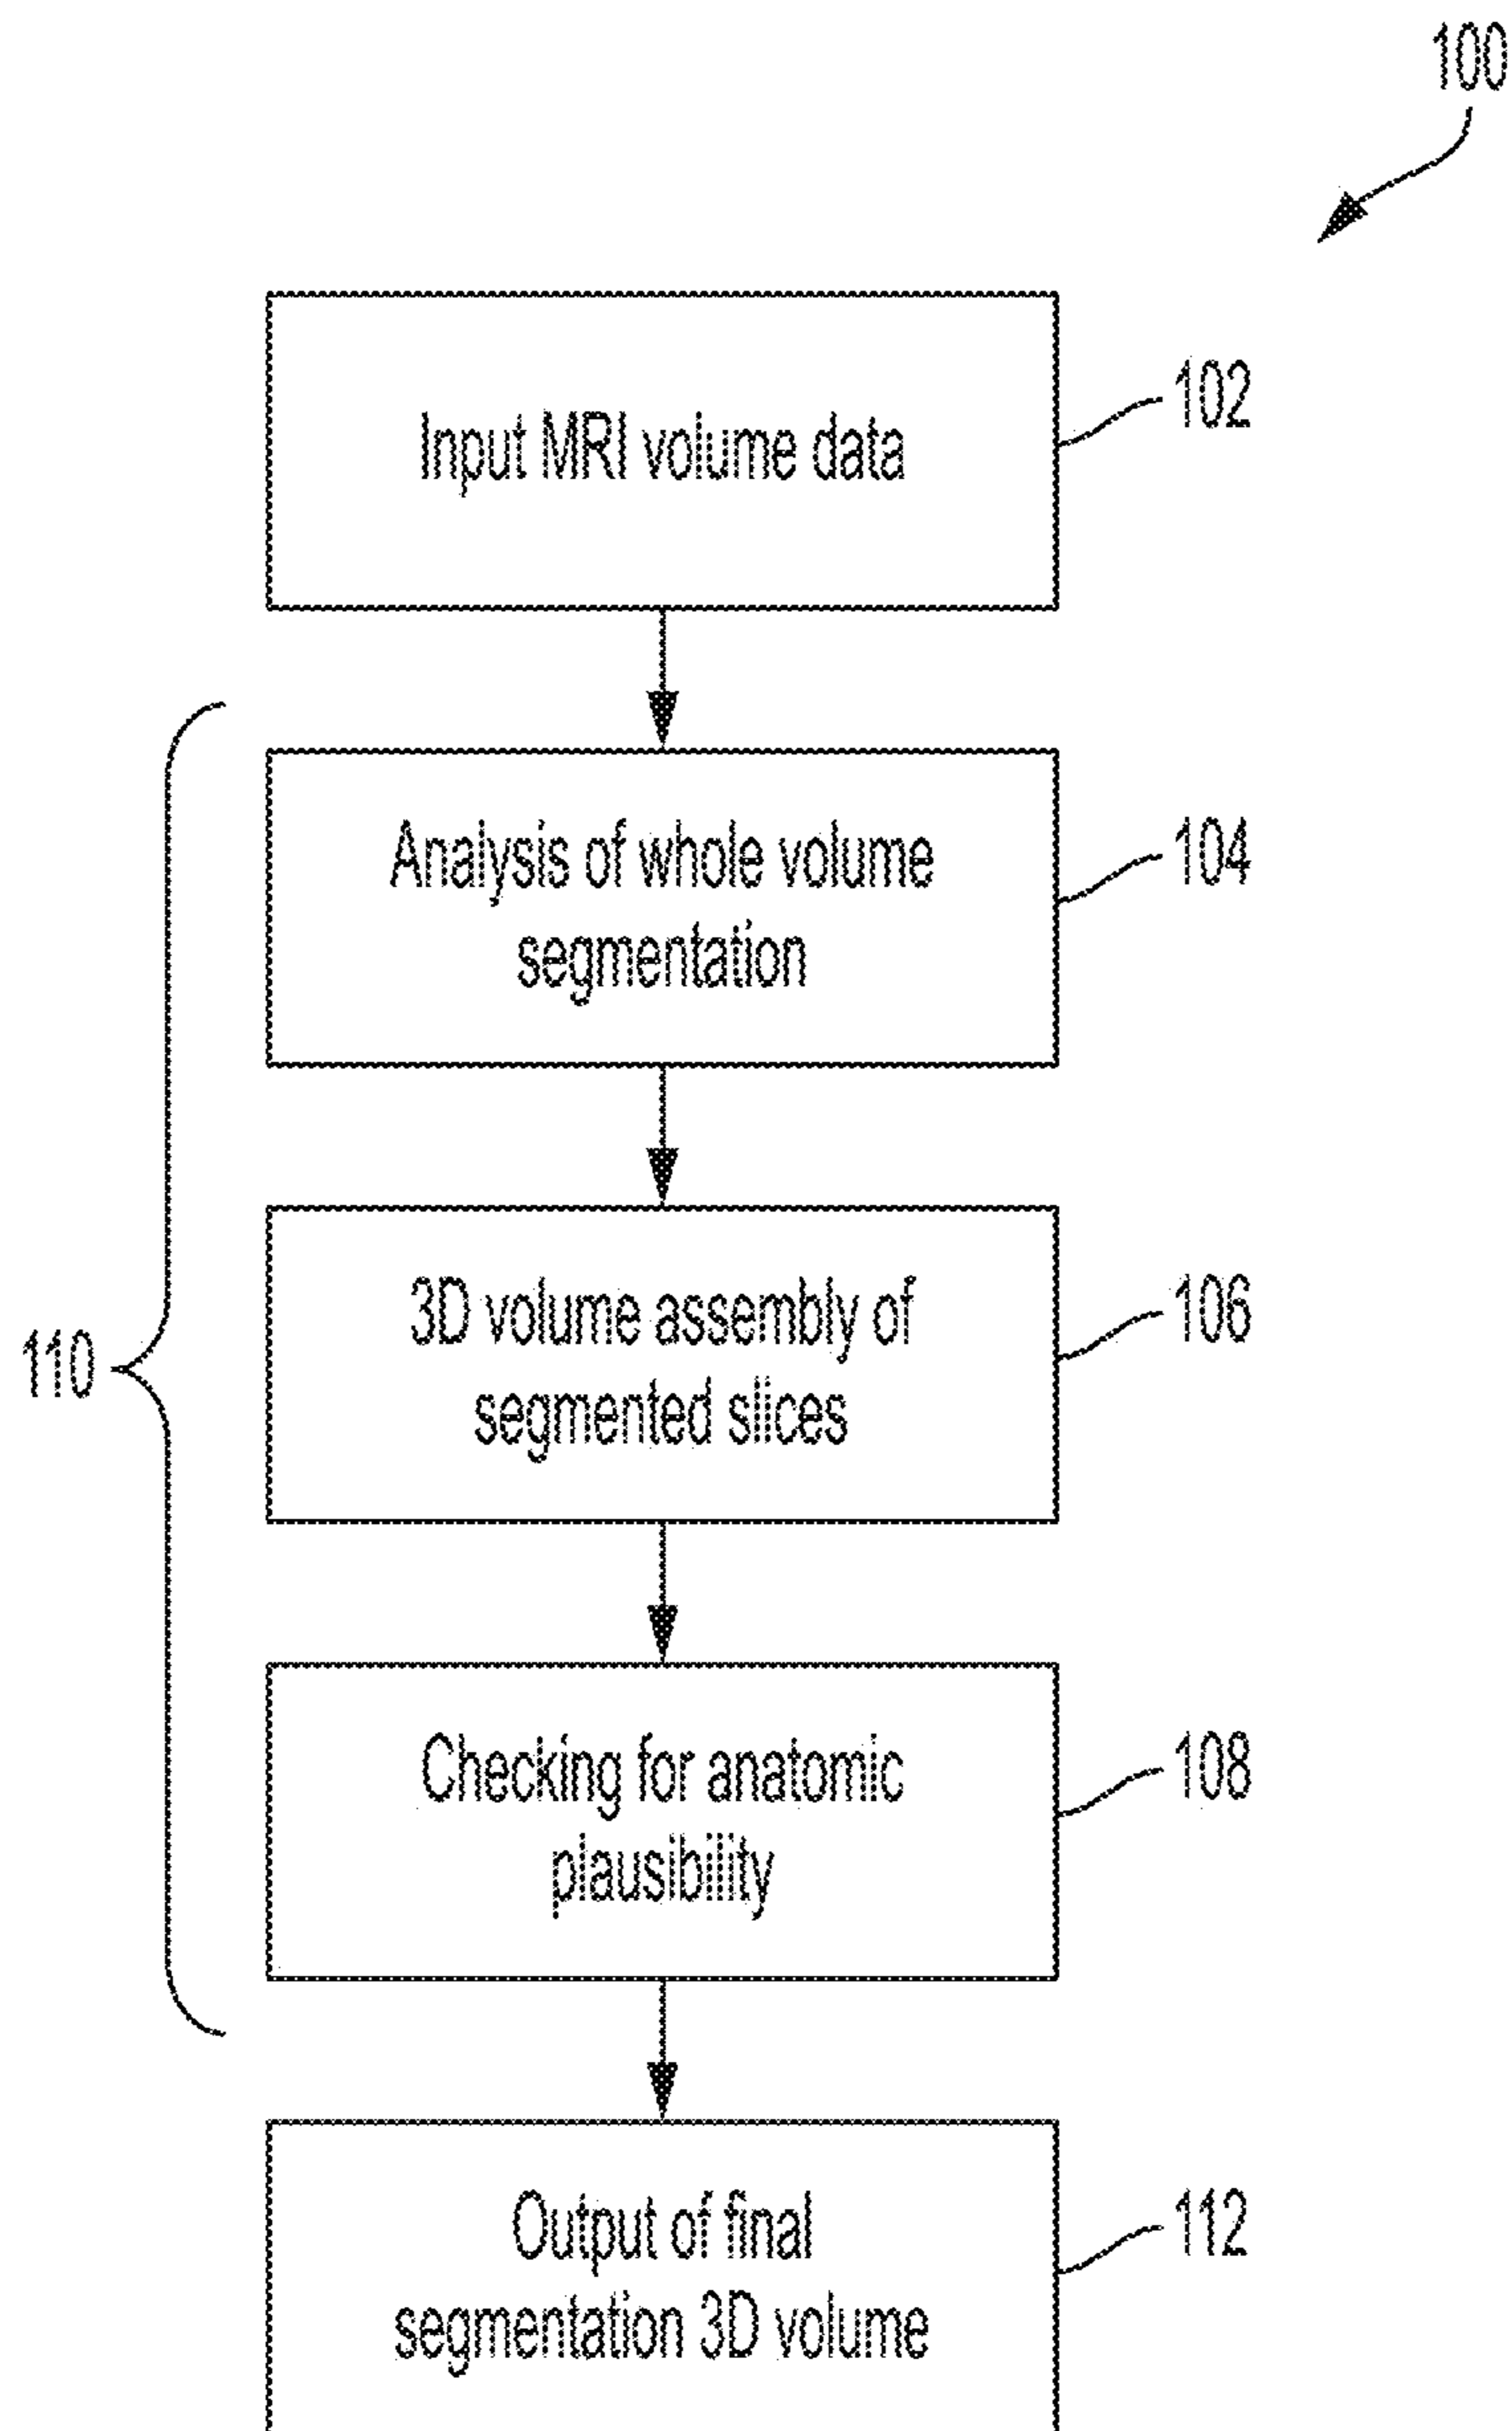 100
Input MRI volume data
102
Analysis of whole volume
segmentation
104
3D volume assembly of
segmented slices
106
110
Checking for anatomic
plausibility
108
Output of final
segmentation 3D volume
112